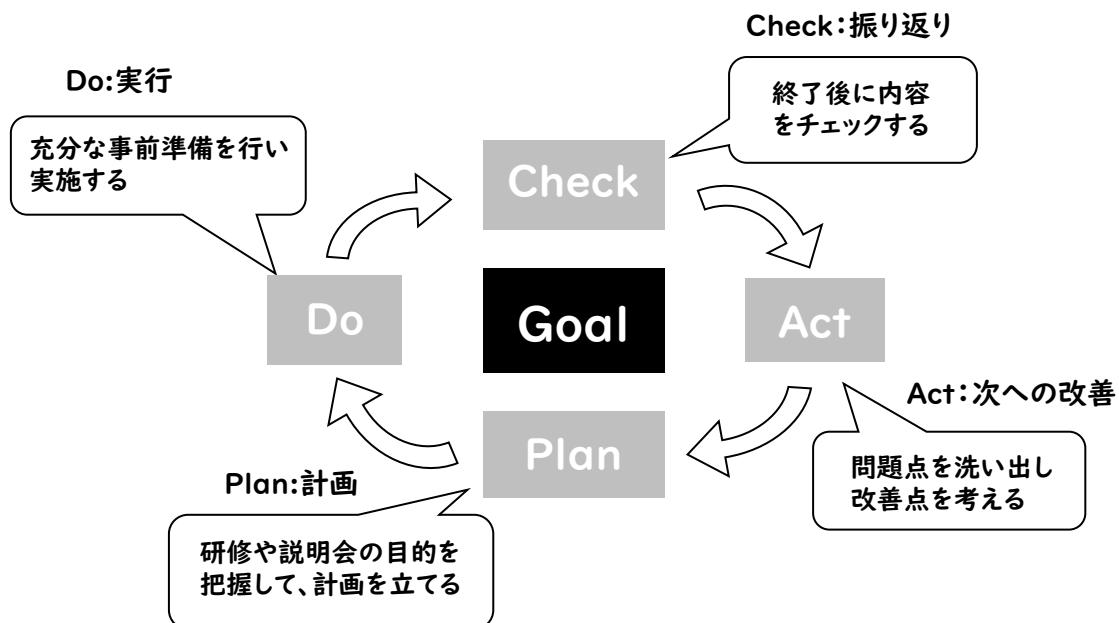 Check：振り返り
終了後に内容
をチェックする
Do:実行
充分な事前準備を行い
実施する
Check
Do
Goal
Act
Act：次への改善
問題点を洗い出し
改善点を考える
Plan
Plan:計画
研修や説明会の目的を
把握して、計画を立てる